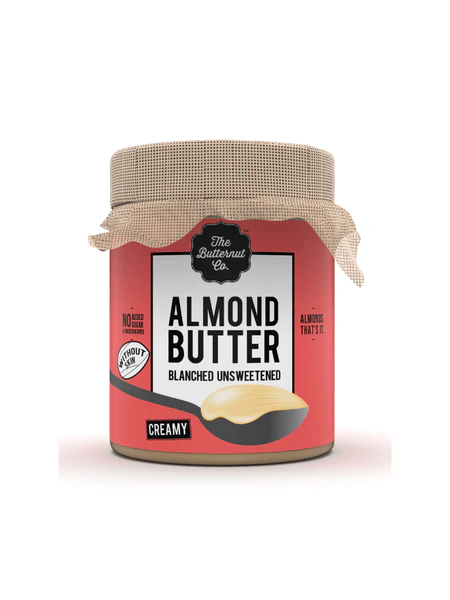 The
Butternut
Co.
ALMOND
BUTTER
BLANCHED UNSWEETENED
NO ADDED
SUGAR
& PRESERVATIVES
WITHOUT
SKIN
ALMONDS.
THAT'S IT.
CREAMY